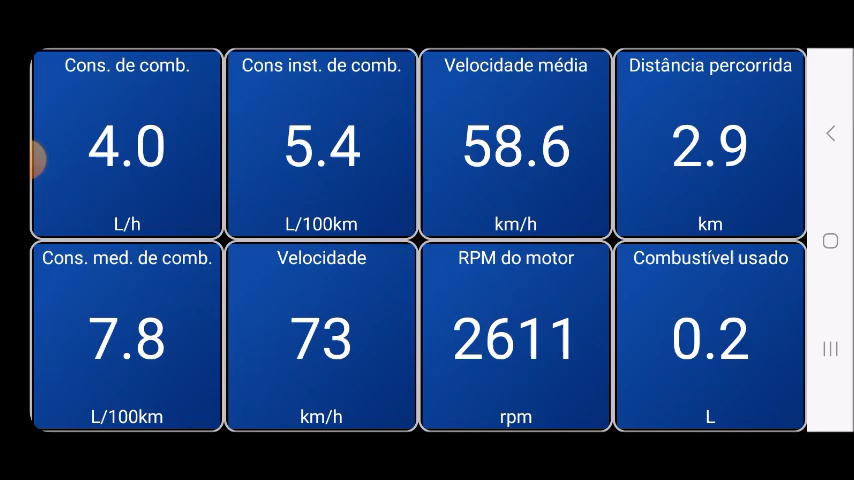 Cons. de comb.
4.0
L/h
Cons inst. de comb.
5.4
L/100km
Velocidade média
58.6
km/h
Distância percorrida
2.9
km
Cons. med. de comb.
7.8
L/100km
Velocidade
73
km/h
RPM do motor
2611
rpm
Combustível usado
0.2
L